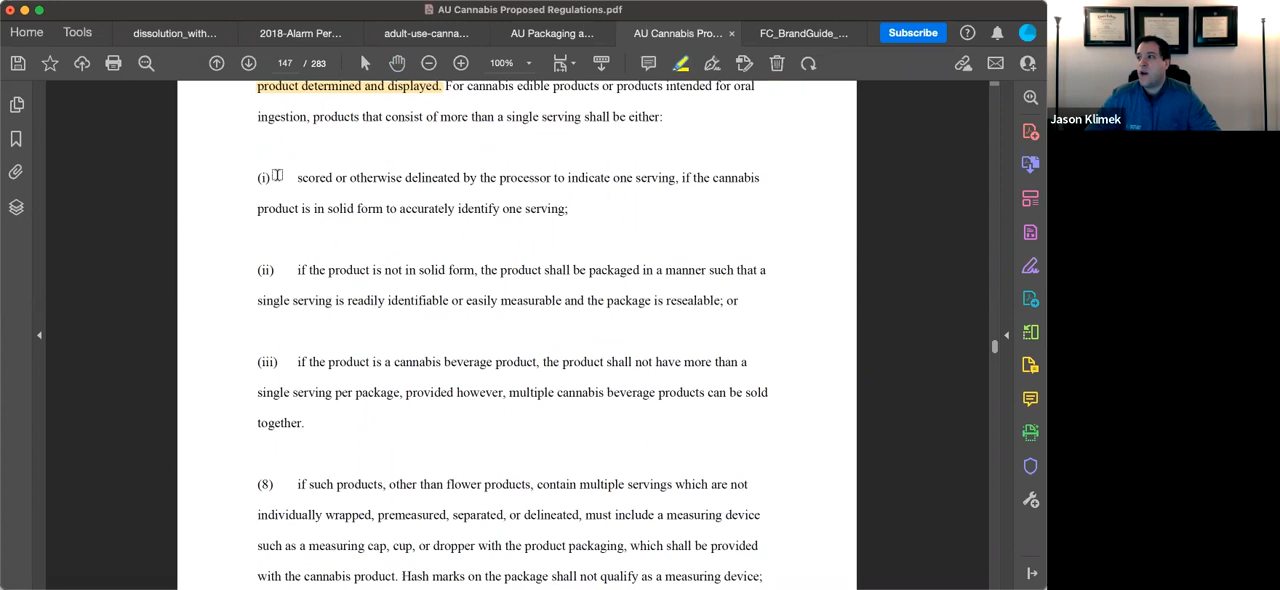 AU Cannabis Proposed Regulations.pdf
Home Tools dissolution_with... 2018-Alarm Per... adult-use-canna... AU Packaging a... AU Cannabis Pro... × FC_BrandGuide_... Subscribe
147 / 283 100%
product determined and displayed. For cannabis edible products or products intended for oral
ingestion, products that consist of more than a single serving shall be either:
(i) scored or otherwise delineated by the processor to indicate one serving, if the cannabis
product is in solid form to accurately identify one serving;
(ii) if the product is not in solid form, the product shall be packaged in a manner such that a
single serving is readily identifiable or easily measurable and the package is resealable; or
(iii) if the product is a cannabis beverage product, the product shall not have more than a
single serving per package, provided however, multiple cannabis beverage products can be sold
together.
(8) if such products, other than flower products, contain multiple servings which are not
individually wrapped, premeasured, separated, or delineated, must include a measuring device
such as a measuring cap, cup, or dropper with the product packaging, which shall be provided
with the cannabis product. Hash marks on the package shall not qualify as a measuring device;
Jason Klimek